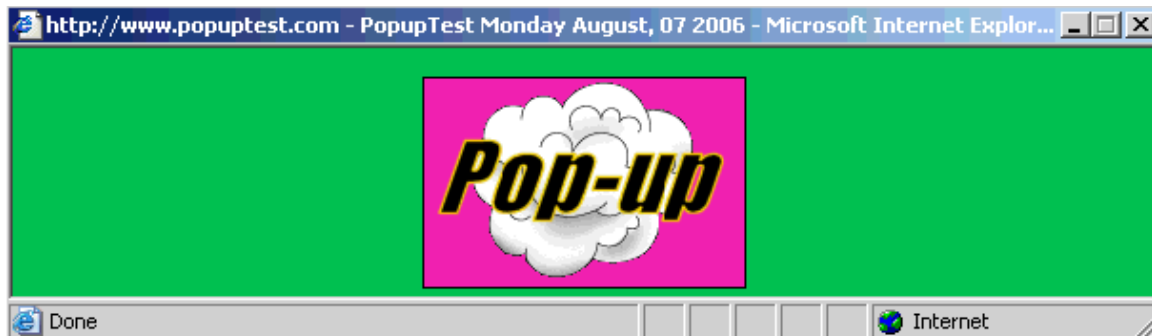 http://www.popuptest.com - PopupTest Monday August, 07 2006 - Microsoft Internet Explor...
Pop-up
Done
Internet